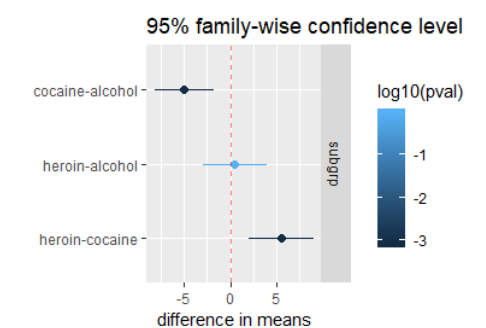 95% family-wise confidence level
cocaine-alcohol
heroin-alcohol
heroin-cocaine
subgrp
-5 0 5
difference in means
log10(pval)
-1
-2
-3